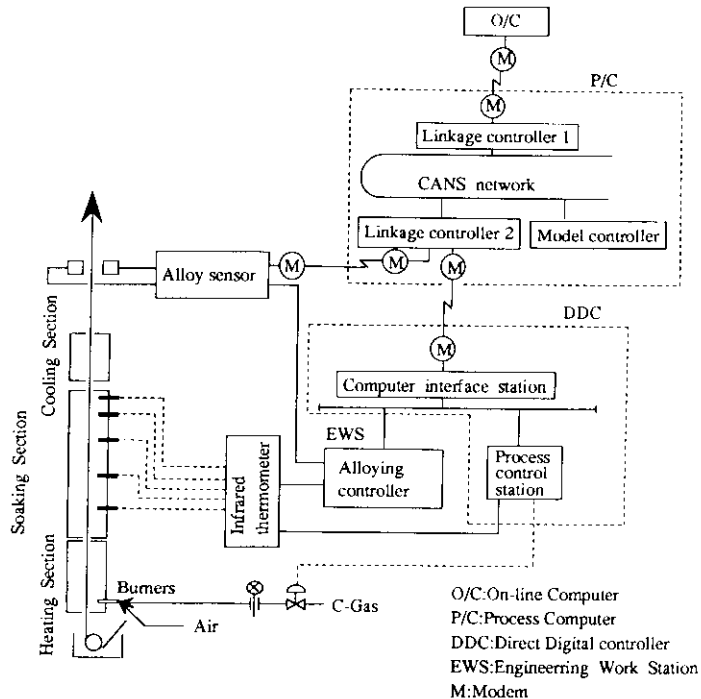 O/C
M
M
P/C
Linkage controller 1
CANS network
Linkage controller 2
Model controller
Alloy sensor
M
M
M
DDC
M
Computer interface station
EWS
Alloying
controller
Process
control
station
Infrared
thermometer
Cooling Section
Soaking Section
Heating Section
Burners
Air
C-Gas
O/C:On-line Computer
P/C:Process Computer
DDC:Direct Digital controller
EWS:Engineerring Work Station
M:Modem